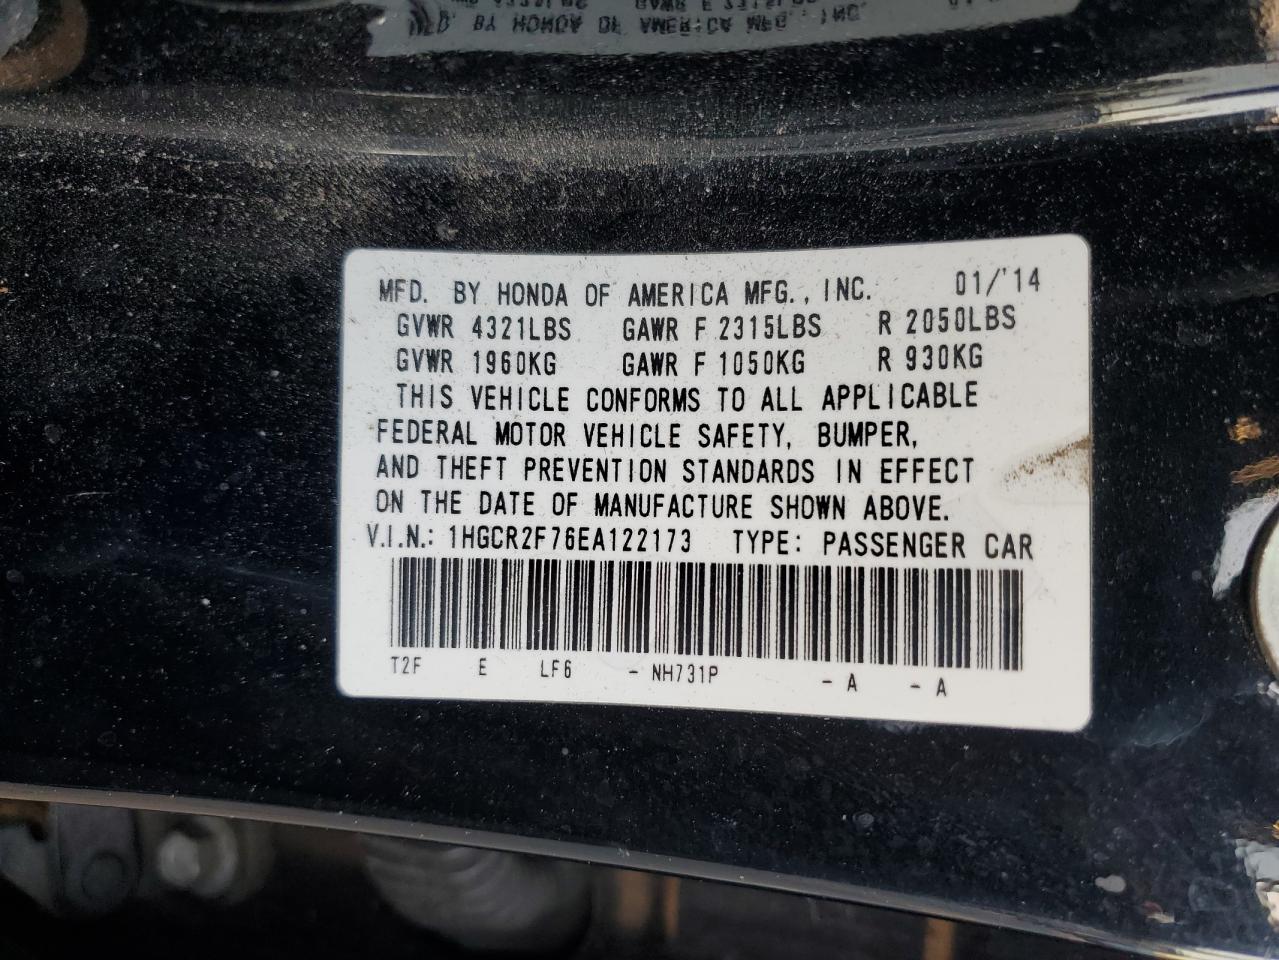 MFD. BY HONDA OF AMERICA MFG., INC. 01/'14
GVWR 4321LBS GAWR F 2315LBS R 2050LBS
GVWR 1960KG GAWR F 1050KG R 930KG
THIS VEHICLE CONFORMS TO ALL APPLICABLE
FEDERAL MOTOR VEHICLE SAFETY, BUMPER,
AND THEFT PREVENTION STANDARDS IN EFFECT
ON THE DATE OF MANUFACTURE SHOWN ABOVE.
V.I.N.: 1HGCR2F76EA122173 TYPE: PASSENGER CAR
T2F E LF6 - NH731P - A - A